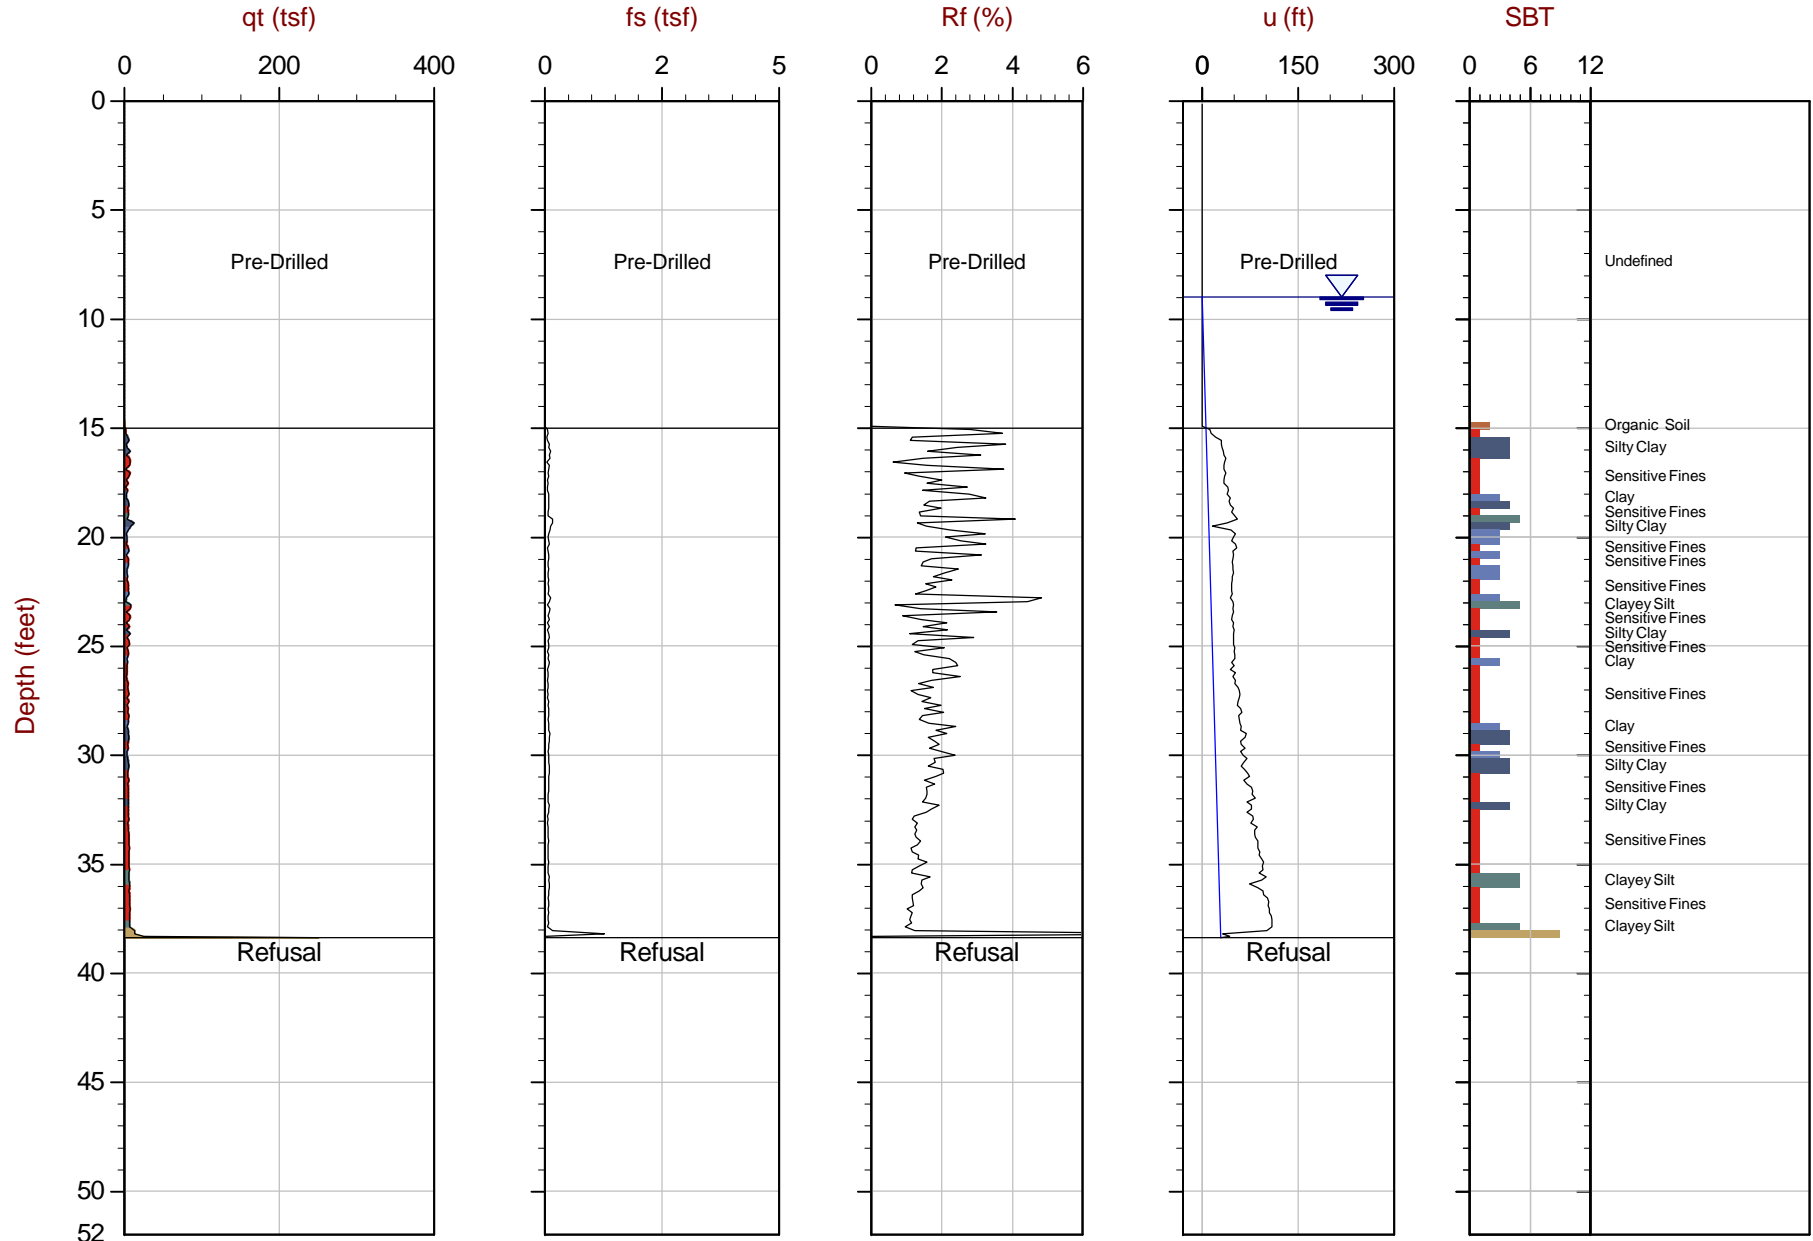 qt (tsf) fs (tsf) Rf (%) u (ft) SBT
0 200 400 0 2 5 0 2 4 6 0 150 300 0 6 12
0
5
Pre-Drilled Pre-Drilled Pre-Drilled Pre-Drilled Undefined
10
15
Organic Soil
Silty Clay
Sensitive Fines
Clay
Sensitive Fines
Silty Clay
20
Sensitive Fines
Sensitive Fines
Sensitive Fines
Clayey Silt
Sensitive Fines
Silty Clay
25
Sensitive Fines
Clay
Depth (feet)
Sensitive Fines
Clay
Sensitive Fines
30
Silty Clay
Sensitive Fines
Silty Clay
Sensitive Fines
35
Clayey Silt
Sensitive Fines
Clayey Silt
Refusal Refusal Refusal Refusal
40
45
50
52